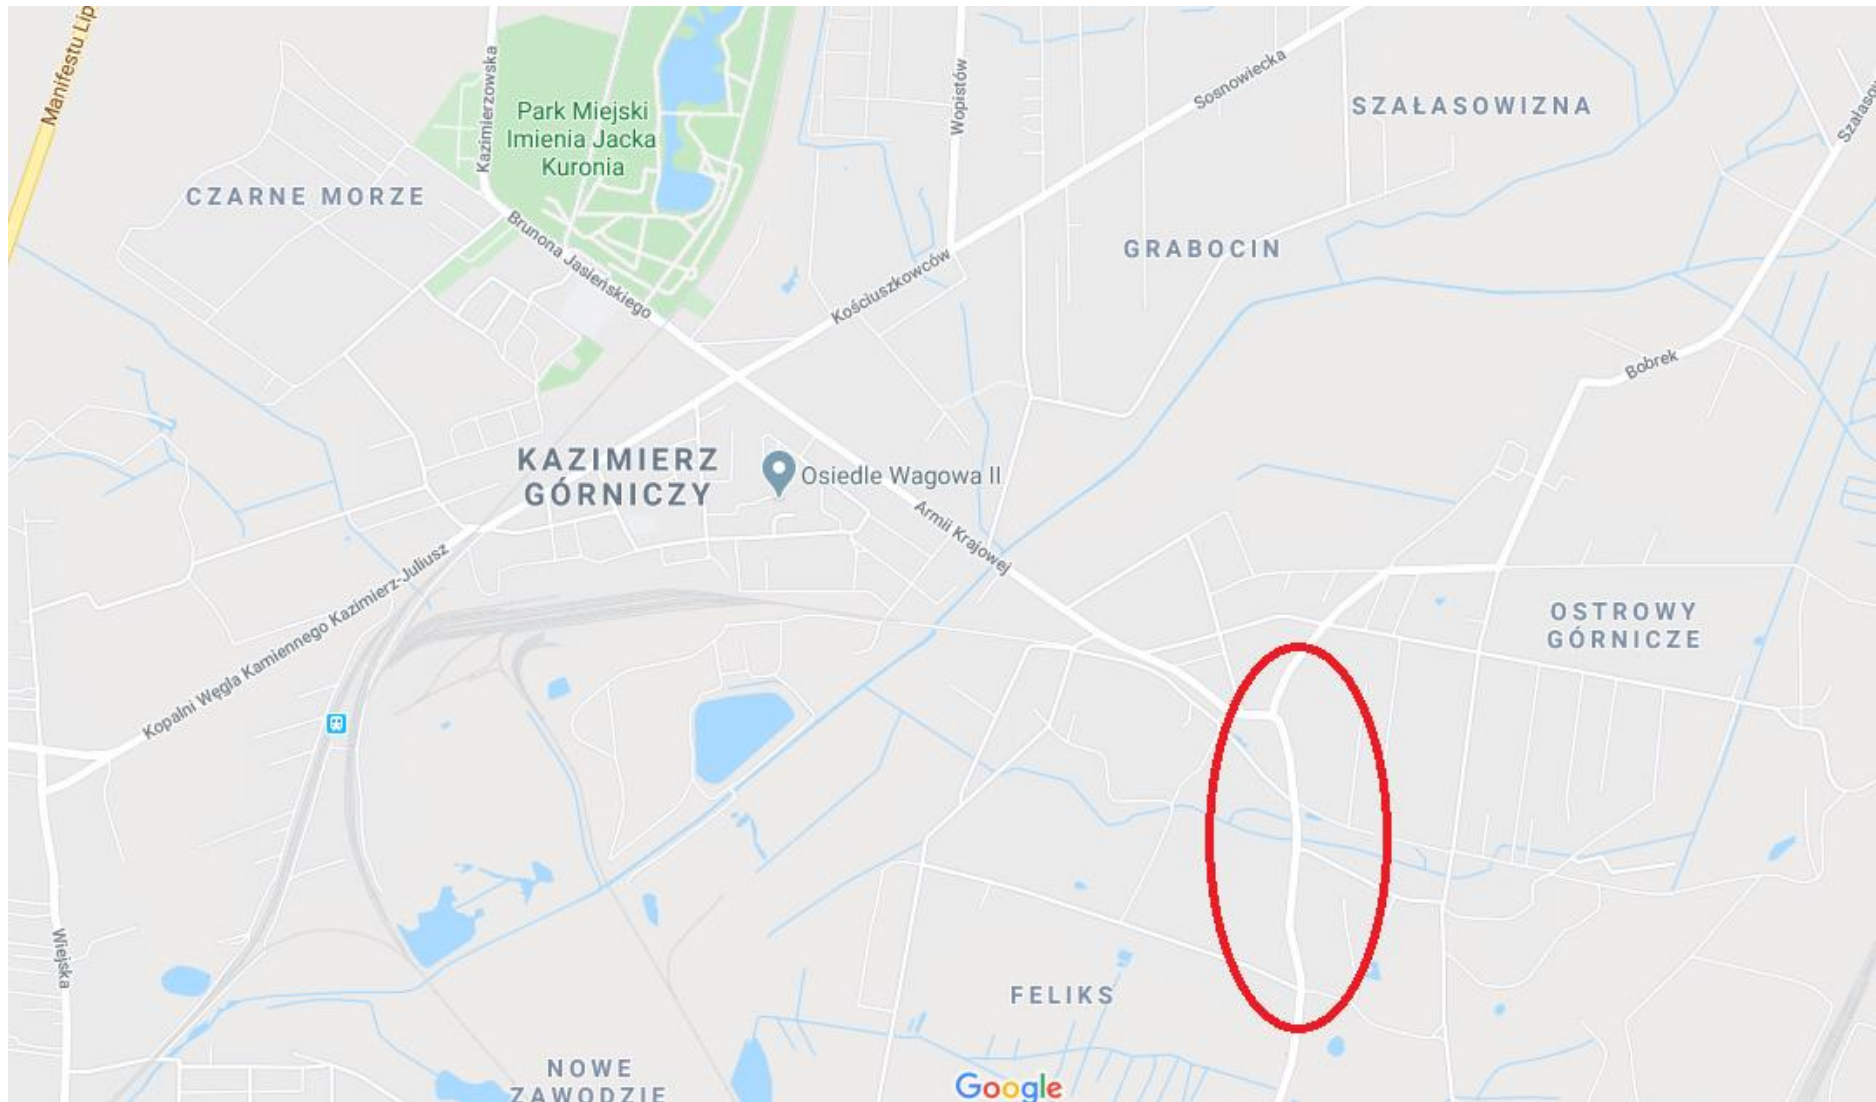 Manifestu Lip
Kazimierzowska
Park Miejski
Imienia Jacka
Kuronia
Wopistów
Sosnowiecka
SZAŁASOWIZNA
Szałasow
CZARNE MORZE
Brunona Jasieńskiego
Kościuszkowców
GRABOCIN
Bobrek
KAZIMIERZ
GÓRNICZY
Osiedle Wagowa II
Armii Krajowej
Kopalni Węgla Kamiennego Kazimierz-Juliusz
OSTROWY
GÓRNICZE
Wiejska
FELIKS
NOWE
ZAWODZIE
Google